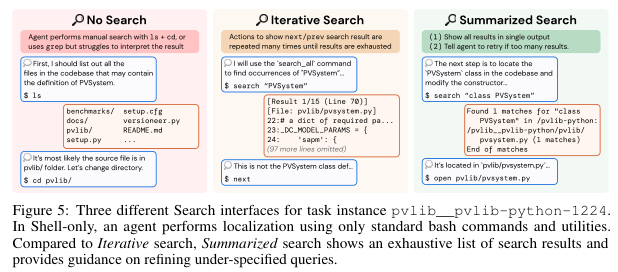 No Search
Agent performs manual search with ls + cd, or
uses grep but struggles to interpret the result
First, I should list out all the
files in the codebase that may contain
the definition of PVSystem.
$ ls
benchmarks/ setup.cfg
docs/ versioneer.py
pvlib/ README.md
setup.py ...
It's most likely the source file is in
pvlib/ folder. Let's change directory.
$ cd pvlib/
Iterative Search
Actions to show next/prev search result are
repeated many times until results are exhausted
I will use the `search_all` command
to find occurrences of "PVSystem"...
$ search "PVSystem"
[Result 1/15 (Line 70)]
[File: pvlib/pvsystem.py]
22:# a dict of required pa...
23:_DC_MODEL_PARAMS = {
24: 'sapm': {
(97 more lines omitted)
This is not the PVSystem class def...
$ next
Summarized Search
(1) Show all results in single output
(2) Tell agent to retry if too many results.
The next step is to locate the
`PVSystem` class in the codebase and
modify the constructor...
$ search "class PVSystem"
Found 1 matches for "class
PVSystem" in /pvlib-python:
/pvlib__pvlib-python/pvlib/
pvsystem.py (1 matches)
End of matches
It's located in `pvlib/pvsystem.py`...
$ open pvlib/pvsystem.py
Figure 5: Three different Search interfaces for task instance pvlib__pvlib-python-1224.
In Shell-only, an agent performs localization using only standard bash commands and utilities.
Compared to Iterative search, Summarized search shows an exhaustive list of search results and
provides guidance on refining under-specified queries.